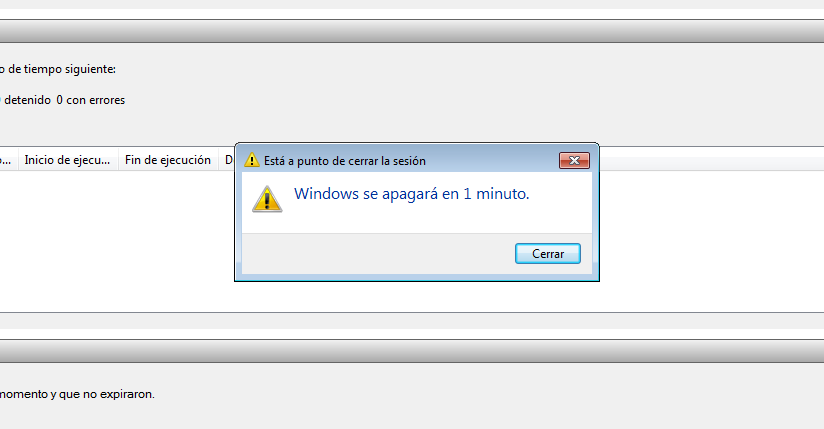 o de tiempo siguiente:
detenido 0 con errores
o... Inicio de ejecu... Fin de ejecución D
Está a punto de cerrar la sesión
Windows se apagará en 1 minuto.
Cerrar
momento y que no expiraron.